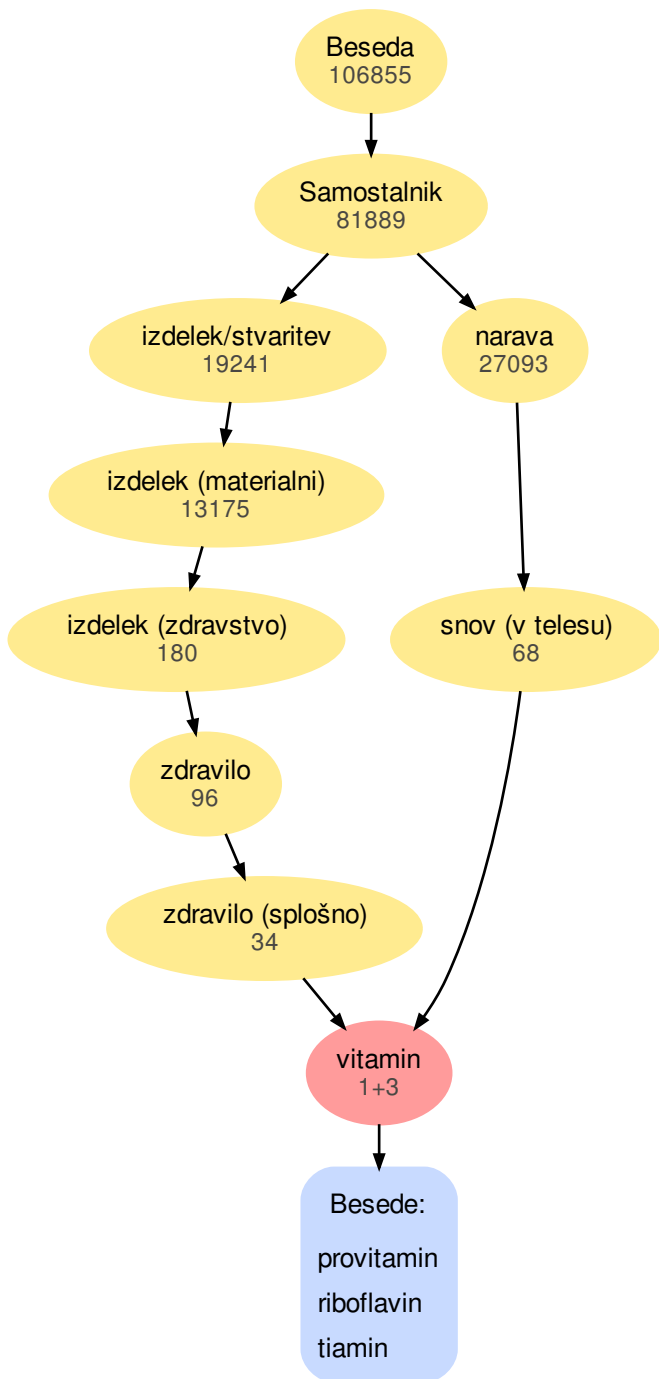 Beseda
106855
Samostalnik
81889
izdelek/stvaritev
19241
narava
27093
izdelek (materialni)
13175
izdelek (zdravstvo)
180
snov (v telesu)
68
zdravilo
96
zdravilo (splošno)
34
vitamin
1+3
Besede:
provitamin
riboflavin
tiamin